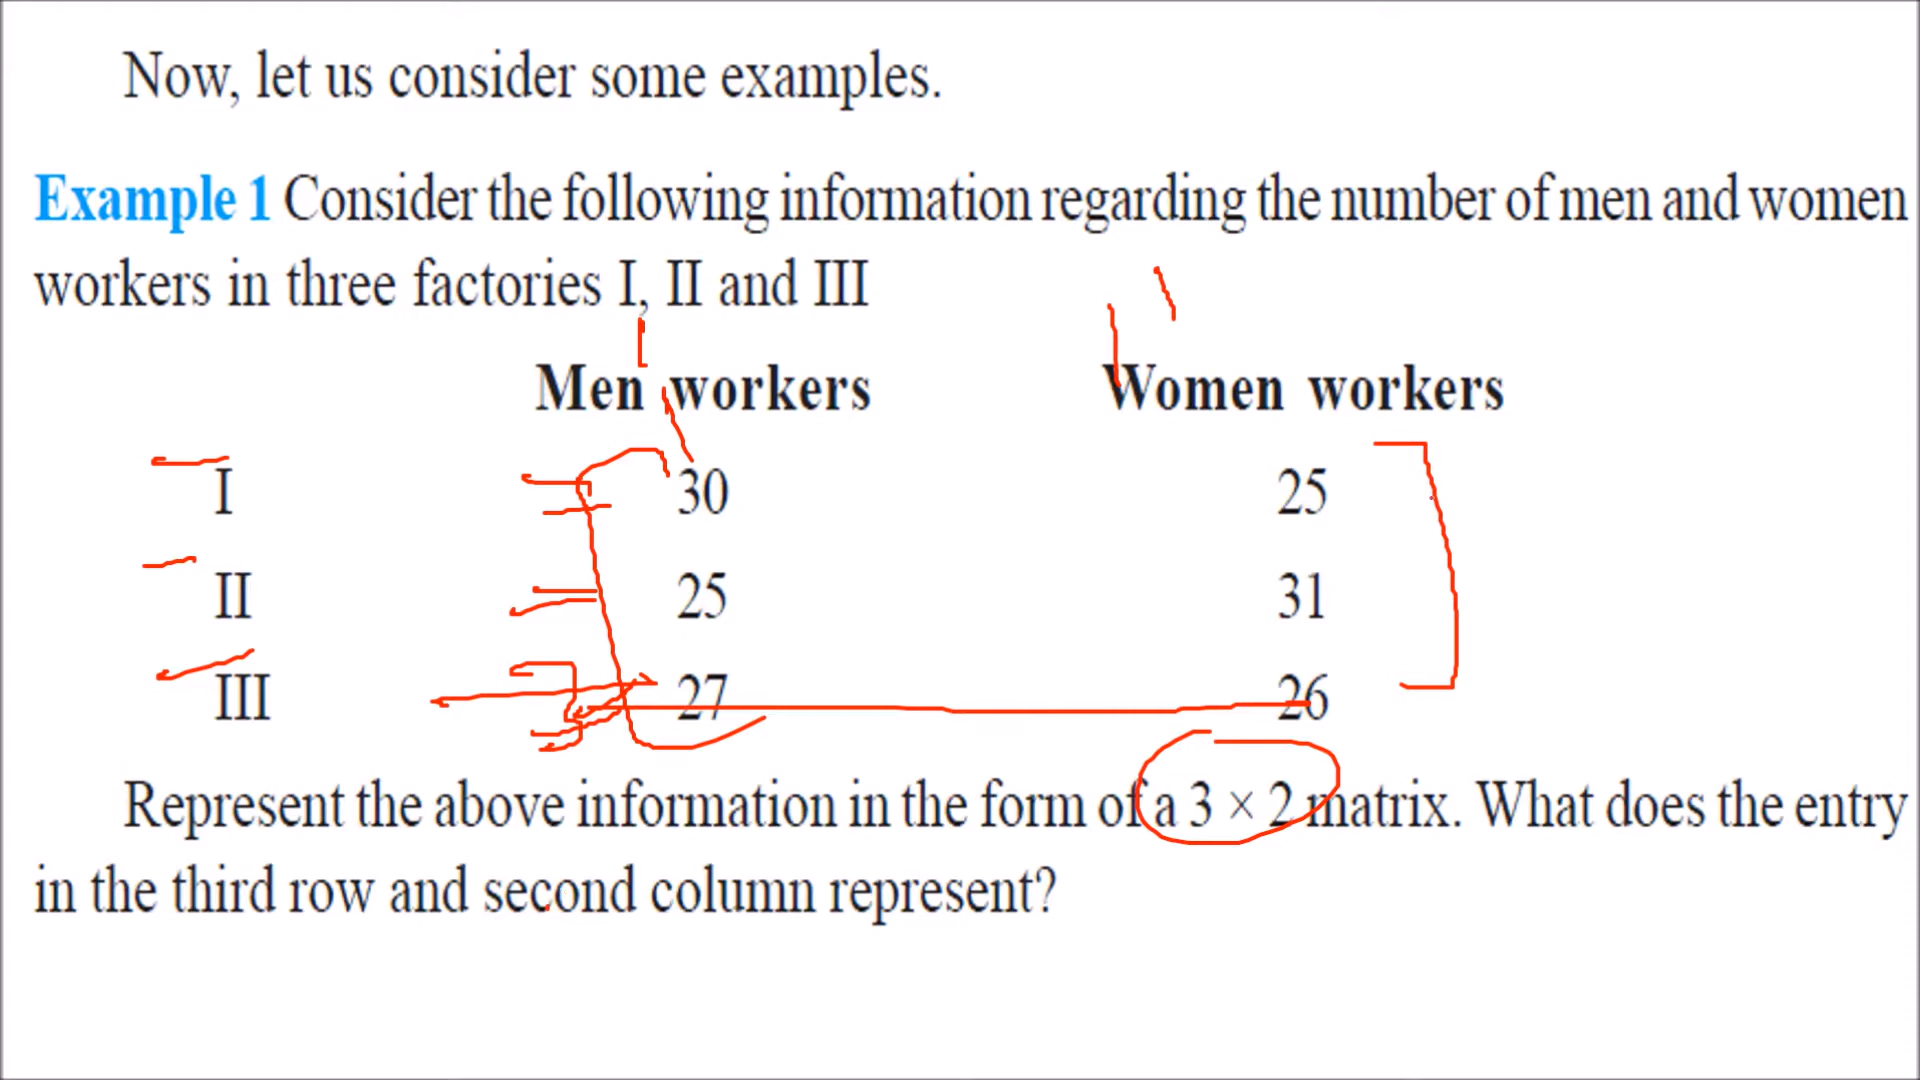 Now, let us consider some examples.
Example 1 Consider the following information regarding the number of men and women
workers in three factories I, II and III
Men workers Women workers
I 30 25
II 25 31
III 27 26
Represent the above information in the form of a 3 × 2 matrix. What does the entry
in the third row and second column represent?